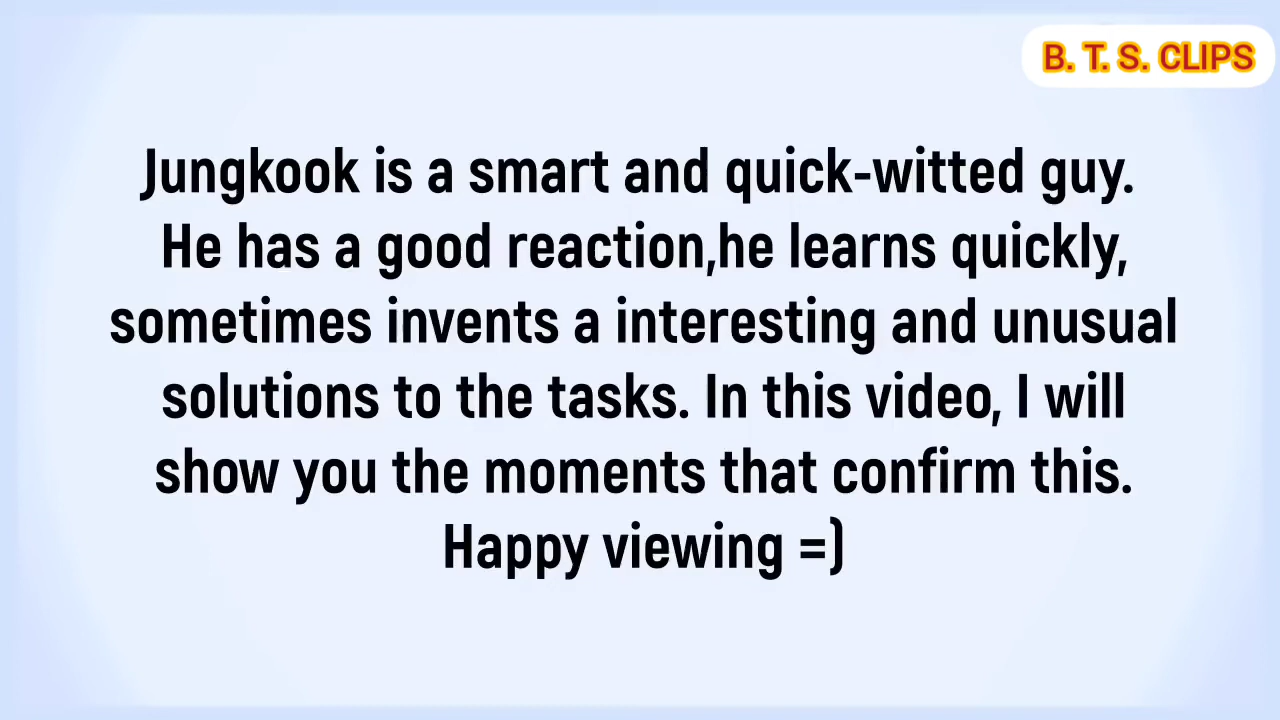 B. T. S. CLIPS
Jungkook is a smart and quick-witted guy.
He has a good reaction,he learns quickly,
sometimes invents a interesting and unusual
solutions to the tasks. In this video, I will
show you the moments that confirm this.
Happy viewing =)